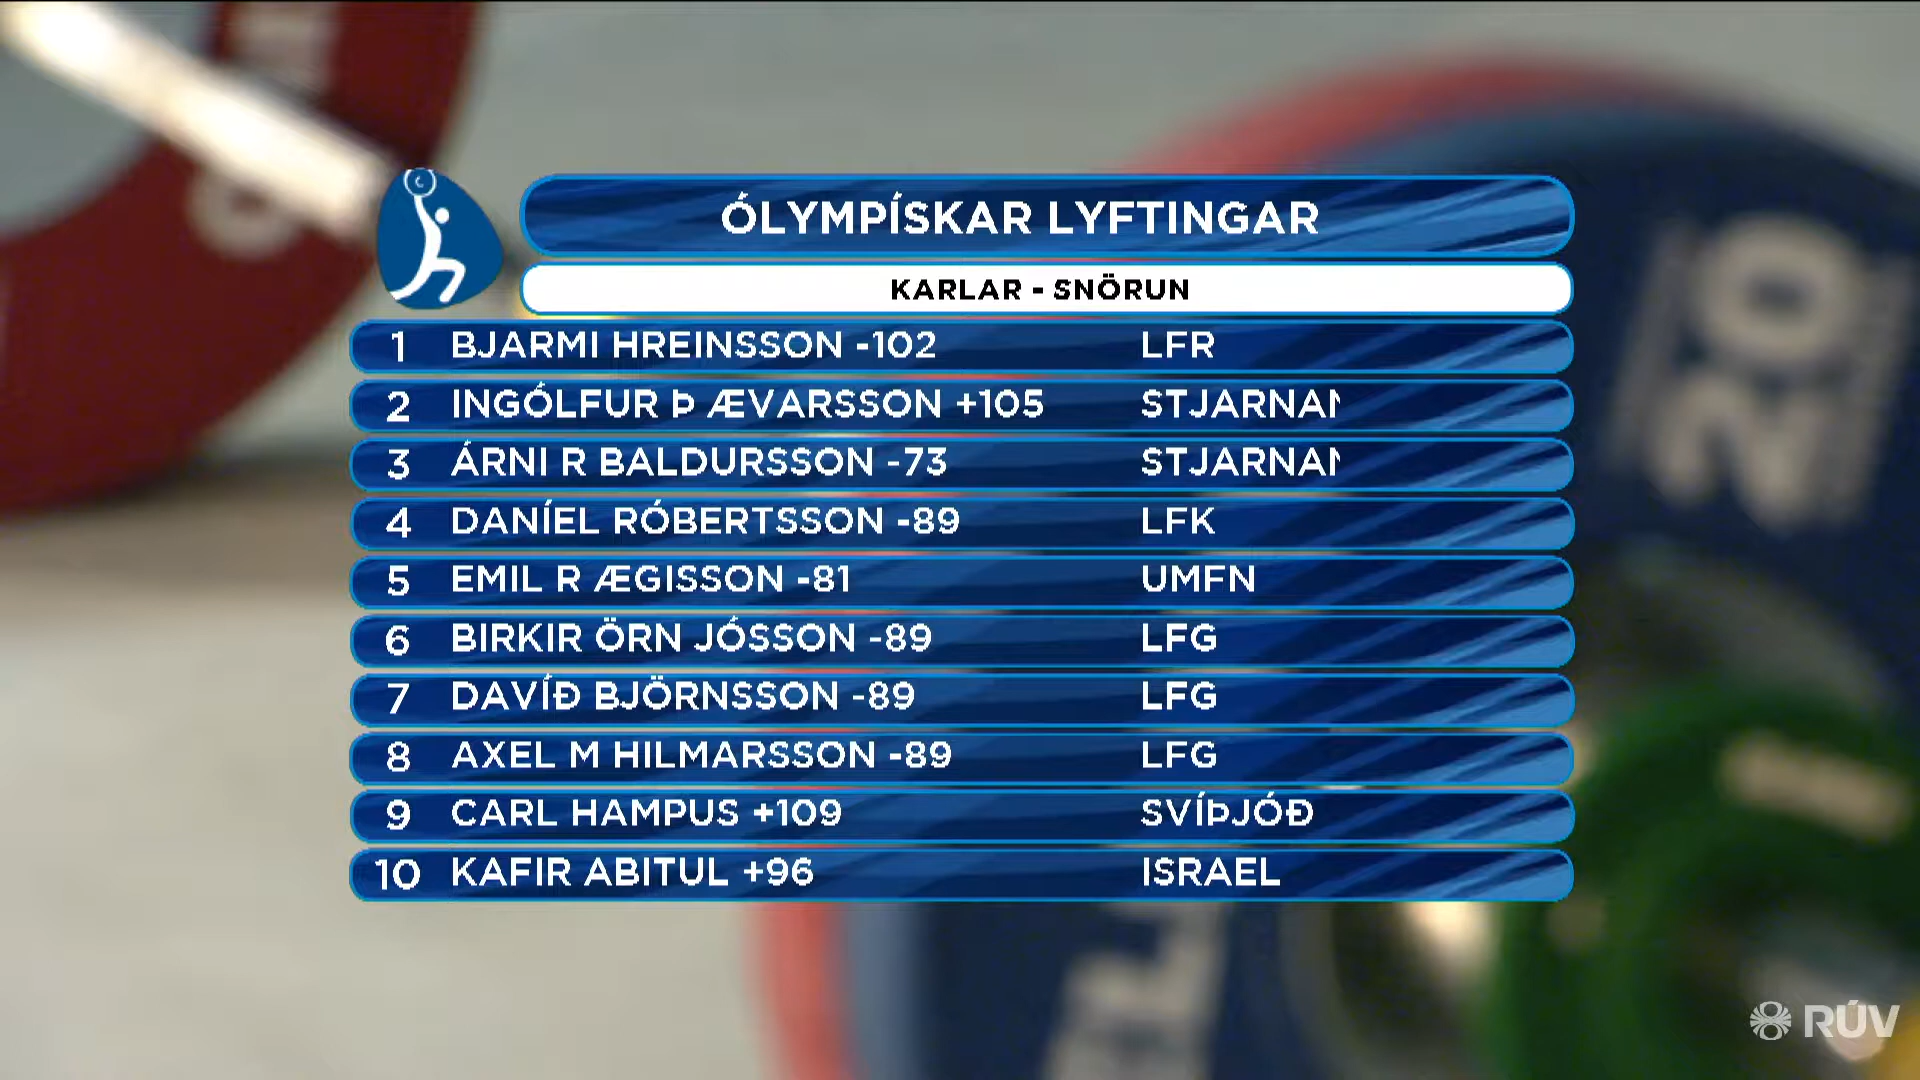 ÓLYMPÍSKAR LYFTINGAR
KARLAR - SNÖRUN
1 BJARMI HREINSSON -102 LFR
2 INGÓLFUR Þ ÆVARSSON +105 STJARNAN
3 ÁRNI R BALDURSSON -73 STJARNAN
4 DANÍEL RÓBERTSSON -89 LFK
5 EMIL R ÆGISSON -81 UMFN
6 BIRKIR ÖRN JÓSSON -89 LFG
7 DAVÍÐ BJÖRNSSON -89 LFG
8 AXEL M HILMARSSON -89 LFG
9 CARL HAMPUS +109 SVÍÞJÓÐ
10 KAFIR ABITUL +96 ISRAEL
RÚV